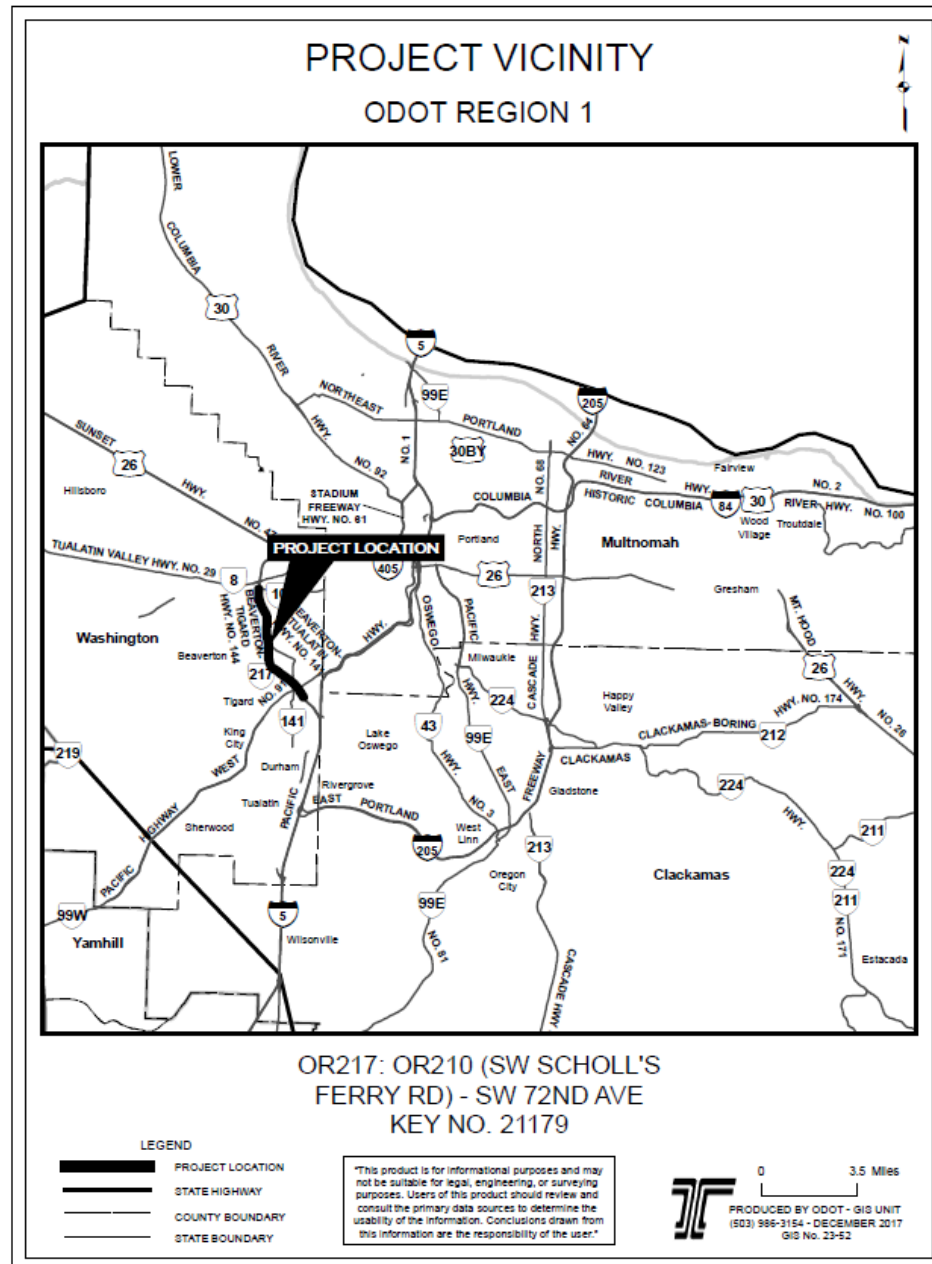 PROJECT VICINITY
ODOT REGION 1
N
LOWER
COLUMBIA
30
RIVER
HWY.
NO. 92
5
99E
NORTHEAST
PORTLAND
205
NO. 64
NO. 1
30BY
NO. 68
HWY. NO. 123
Fairview
SUNSET
26
HWY.
Hillsboro
STADIUM
FREEWAY
HWY. NO. 61
COLUMBIA
RIVER
HWY.
NO. 2
HISTORIC COLUMBIA
84
30
RIVER HWY.
NO. 100
Wood
Village
Troutdale
NO. 47
PROJECT LOCATION
Portland
NORTH
HWY.
Multnomah
TUALATIN VALLEY HWY. NO. 29
8
10
405
26
213
Gresham
Washington
BEAVERTON-
TIGARD
HWY. NO. 144
BEAVERTON-
TUALATIN
HWY. NO. 141
HWY.
OSWEGO
PACIFIC
HWY.
Milwaukie
CASCADE
HWY.
MT. HOOD
26
HWY.
NO. 26
Beaverton
217
NO. 91
Tigard
141
224
Happy
Valley
HWY. NO. 174
King
City
Lake
Oswego
43
HWY.
NO. 3
99E
EAST
CLACKAMAS-BORING
212
219
WEST
Durham
CLACKAMAS
FREEWAY
Gladstone
224
HWY.
Tualatin
Rivergrove
PACIFIC
EAST
PORTLAND
205
West
Linn
211
HIGHWAY
Sherwood
PACIFIC
Oregon
City
213
Clackamas
224
211
99W
5
99E
NO. 81
NO. 171
Yamhill
Wilsonville
CASCADE HWY
Estacada
OR217: OR210 (SW SCHOLL'S
FERRY RD) - SW 72ND AVE
KEY NO. 21179
LEGEND
PROJECT LOCATION
STATE HIGHWAY
COUNTY BOUNDARY
STATE BOUNDARY
"This product is for informational purposes and may
not be suitable for legal, engineering, or surveying
purposes. Users of this product should review and
consult the primary data sources to determine the
usability of the information. Conclusions drawn from
this information are the responsibility of the user."
0 3.5 Miles
PRODUCED BY ODOT - GIS UNIT
(503) 986-3154 - DECEMBER 2017
GIS No. 23-52